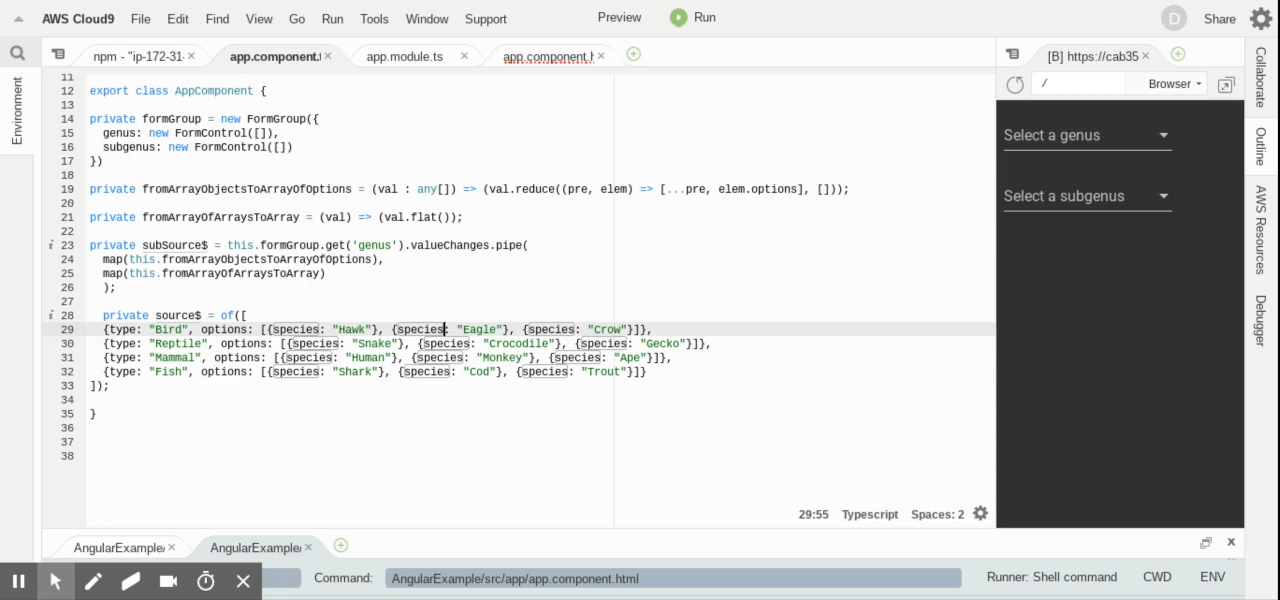 AWS Cloud9 File Edit Find View Go Run Tools Window Support Preview Run D Share
npm - "ip-172-31- app.component.t app.module.ts app.component.h [B] https://cab35
/ Browser
Environment
Collaborate
Outline
AWS Resources
Debugger
11
12 export class AppComponent {
13
14 private formGroup = new FormGroup({
15 genus: new FormControl([]),
16 subgenus: new FormControl([])
17 })
18
19 private fromArrayObjectsToArrayOfOptions = (val : any[]) => (val.reduce((pre, elem) => [...pre, elem.options], []));
20
21 private fromArrayOfArraysToArray = (val) => (val.flat());
22
23 private subSource$ = this.formGroup.get('genus').valueChanges.pipe(
24 map(this.fromArrayObjectsToArrayOfOptions),
25 map(this.fromArrayOfArraysToArray)
26 );
27
28 private source$ = of([
29 {type: "Bird", options: [{species: "Hawk"}, {species: "Eagle"}, {species: "Crow"}]},
30 {type: "Reptile", options: [{species: "Snake"}, {species: "Crocodile"}, {species: "Gecko"}]},
31 {type: "Mammal", options: [{species: "Human"}, {species: "Monkey"}, {species: "Ape"}]},
32 {type: "Fish", options: [{species: "Shark"}, {species: "Cod"}, {species: "Trout"}]}
33 ]);
34
35 }
36
37
38
Select a genus
Select a subgenus
29:55 Typescript Spaces: 2
AngularExample/ AngularExample/
Command: AngularExample/src/app/app.component.html Runner: Shell command CWD ENV